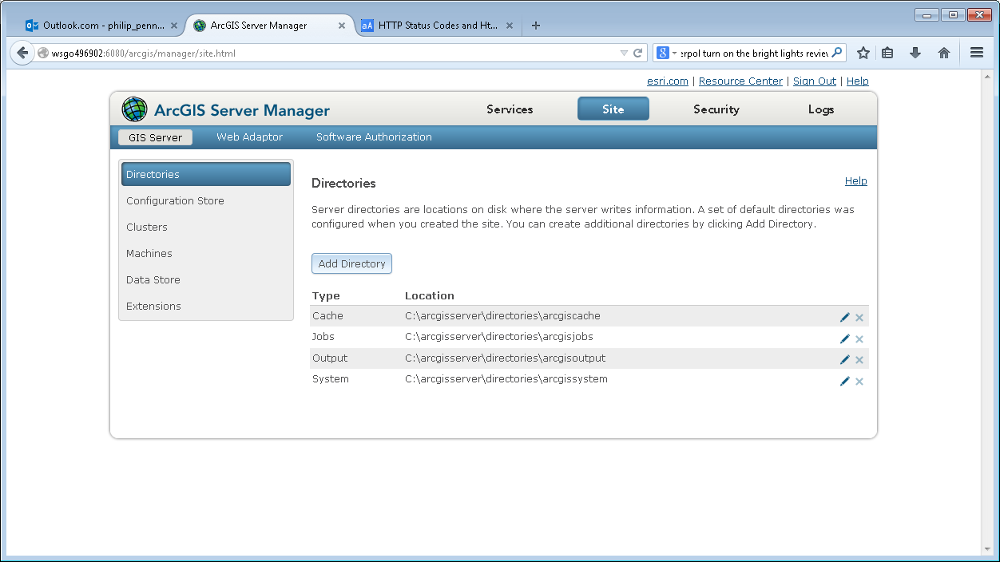 Outlook.com - philip_penn...
ArcGIS Server Manager
aA HTTP Status Codes and Ht...
wsgo496902:6080/arcgis/manager/site.html
erpol turn on the bright lights review
esri.com | Resource Center | Sign Out | Help
ArcGIS Server Manager
Services
Site
Security
Logs
GIS Server
Web Adaptor
Software Authorization
Directories
Configuration Store
Clusters
Machines
Data Store
Extensions
Directories
Help
Server directories are locations on disk where the server writes information. A set of default directories was
configured when you created the site. You can create additional directories by clicking Add Directory.
Add Directory
Type Location
Cache C:\arcgisserver\directories\arcgiscache
Jobs C:\arcgisserver\directories\arcgisjobs
Output C:\arcgisserver\directories\arcgisoutput
System C:\arcgisserver\directories\arcgissystem